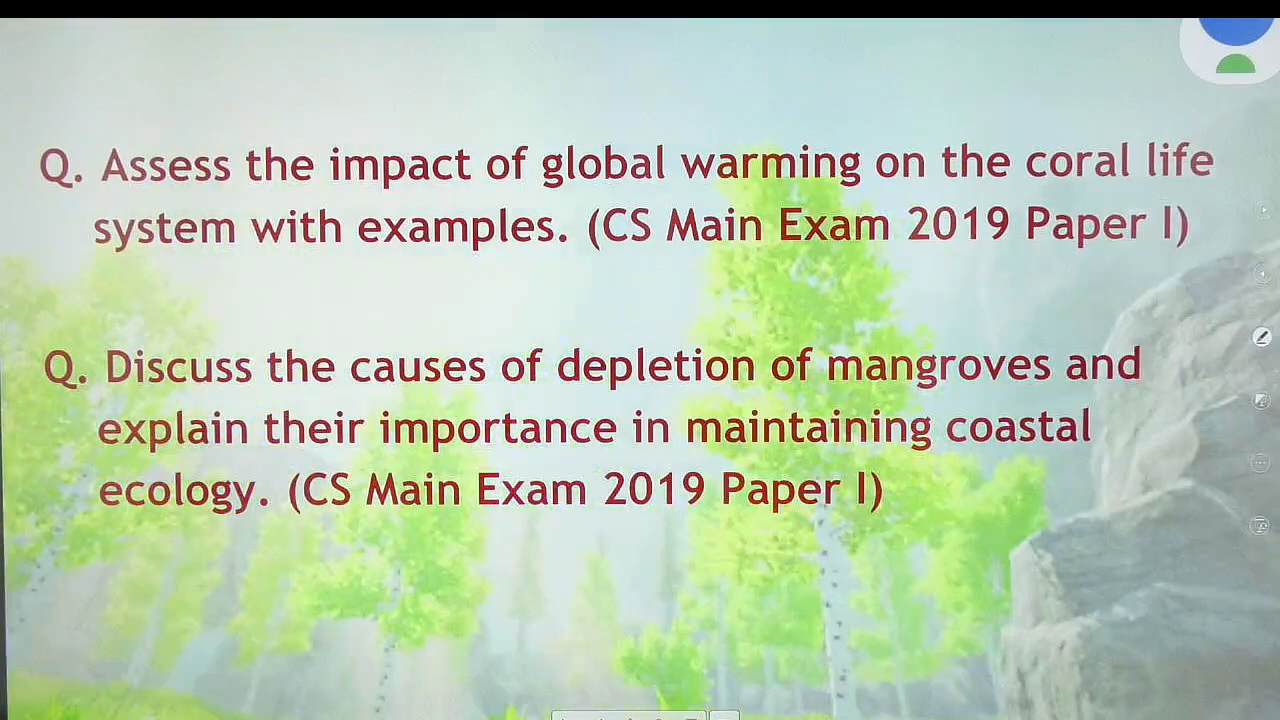 Q. Assess the impact of global warming on the coral life
system with examples. (CS Main Exam 2019 Paper I)
Q. Discuss the causes of depletion of mangroves and
explain their importance in maintaining coastal
ecology. (CS Main Exam 2019 Paper I)